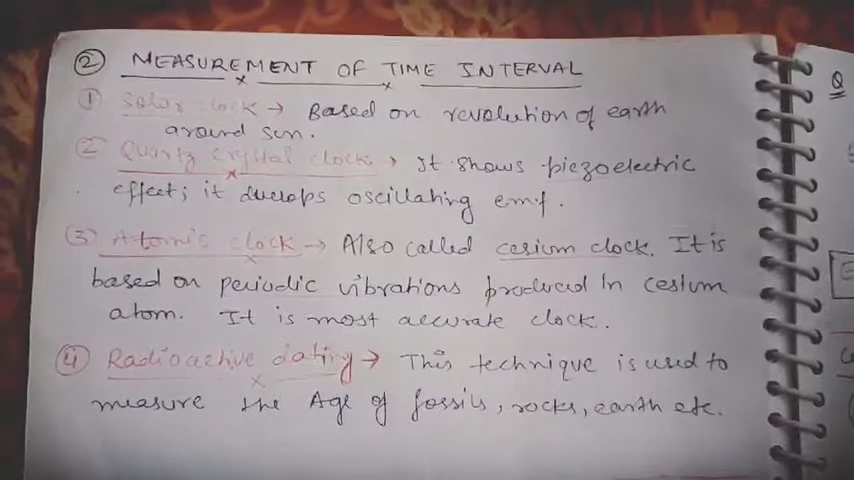 ② MEASUREMENT OF TIME INTERVAL
① Solar clock → Based on revolution of earth
around sun.
② Quartz crystal clock → It shows piezoelectric
effect; it develops oscillating emf.
③ Atomic clock → Also called cesium clock. It is
based on periodic vibrations produced in cesium
atom. It is most accurate clock.
④ Radioactive dating → This technique is used to
measure the Age of fossils, rocks, earth etc.
Q